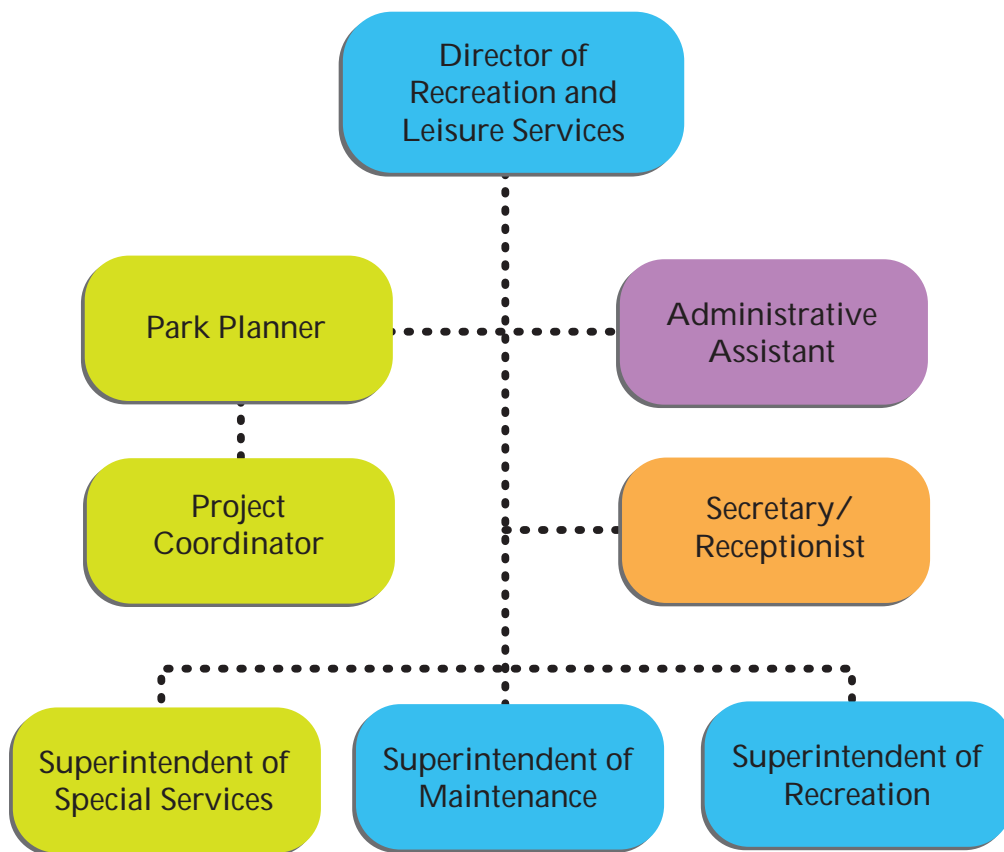 Director of
Recreation and
Leisure Services
Park Planner
Administrative
Assistant
Project
Coordinator
Secretary/
Receptionist
Superintendent of
Special Services
Superintendent of
Maintenance
Superintendent of
Recreation